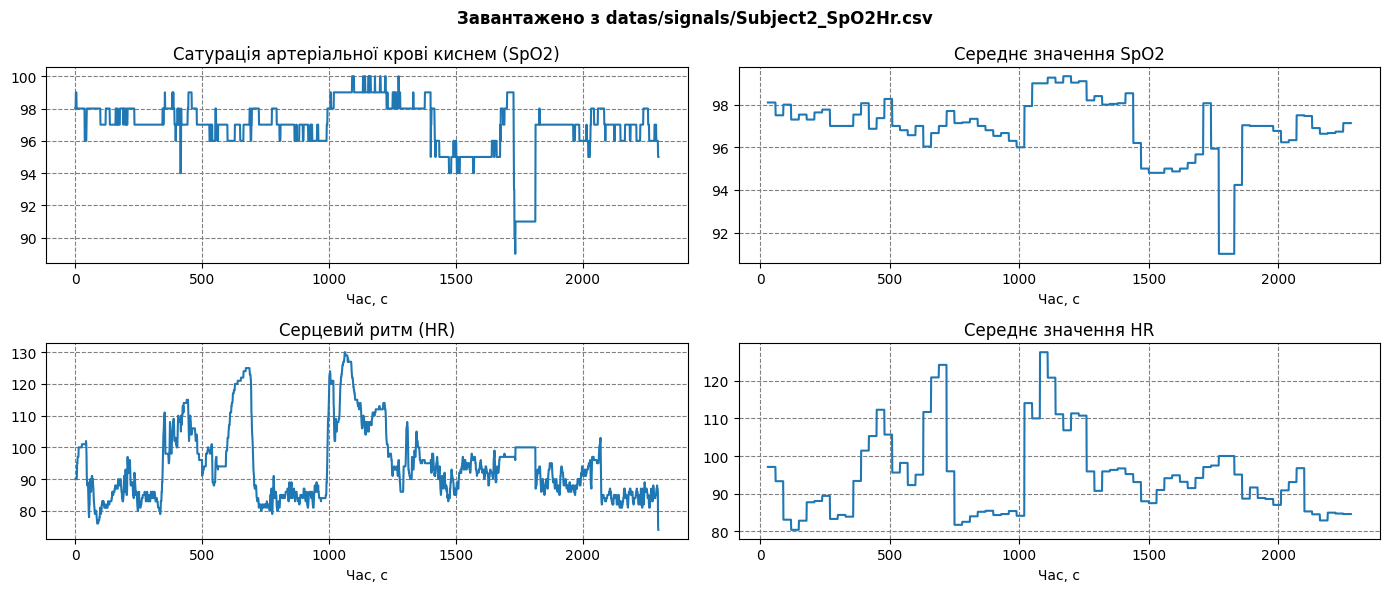 Завантажено з datas/signals/Subject2_SpO2Hr.csv
Сатурація артеріальної крові киснем (SpO2)
100
98
96
94
92
90
0 500 1000 1500 2000
Час, с
Середнє значення SpO2
98
96
94
92
0 500 1000 1500 2000
Час, с
Серцевий ритм (HR)
130
120
110
100
90
80
0 500 1000 1500 2000
Час, с
Середнє значення HR
120
110
100
90
80
0 500 1000 1500 2000
Час, с